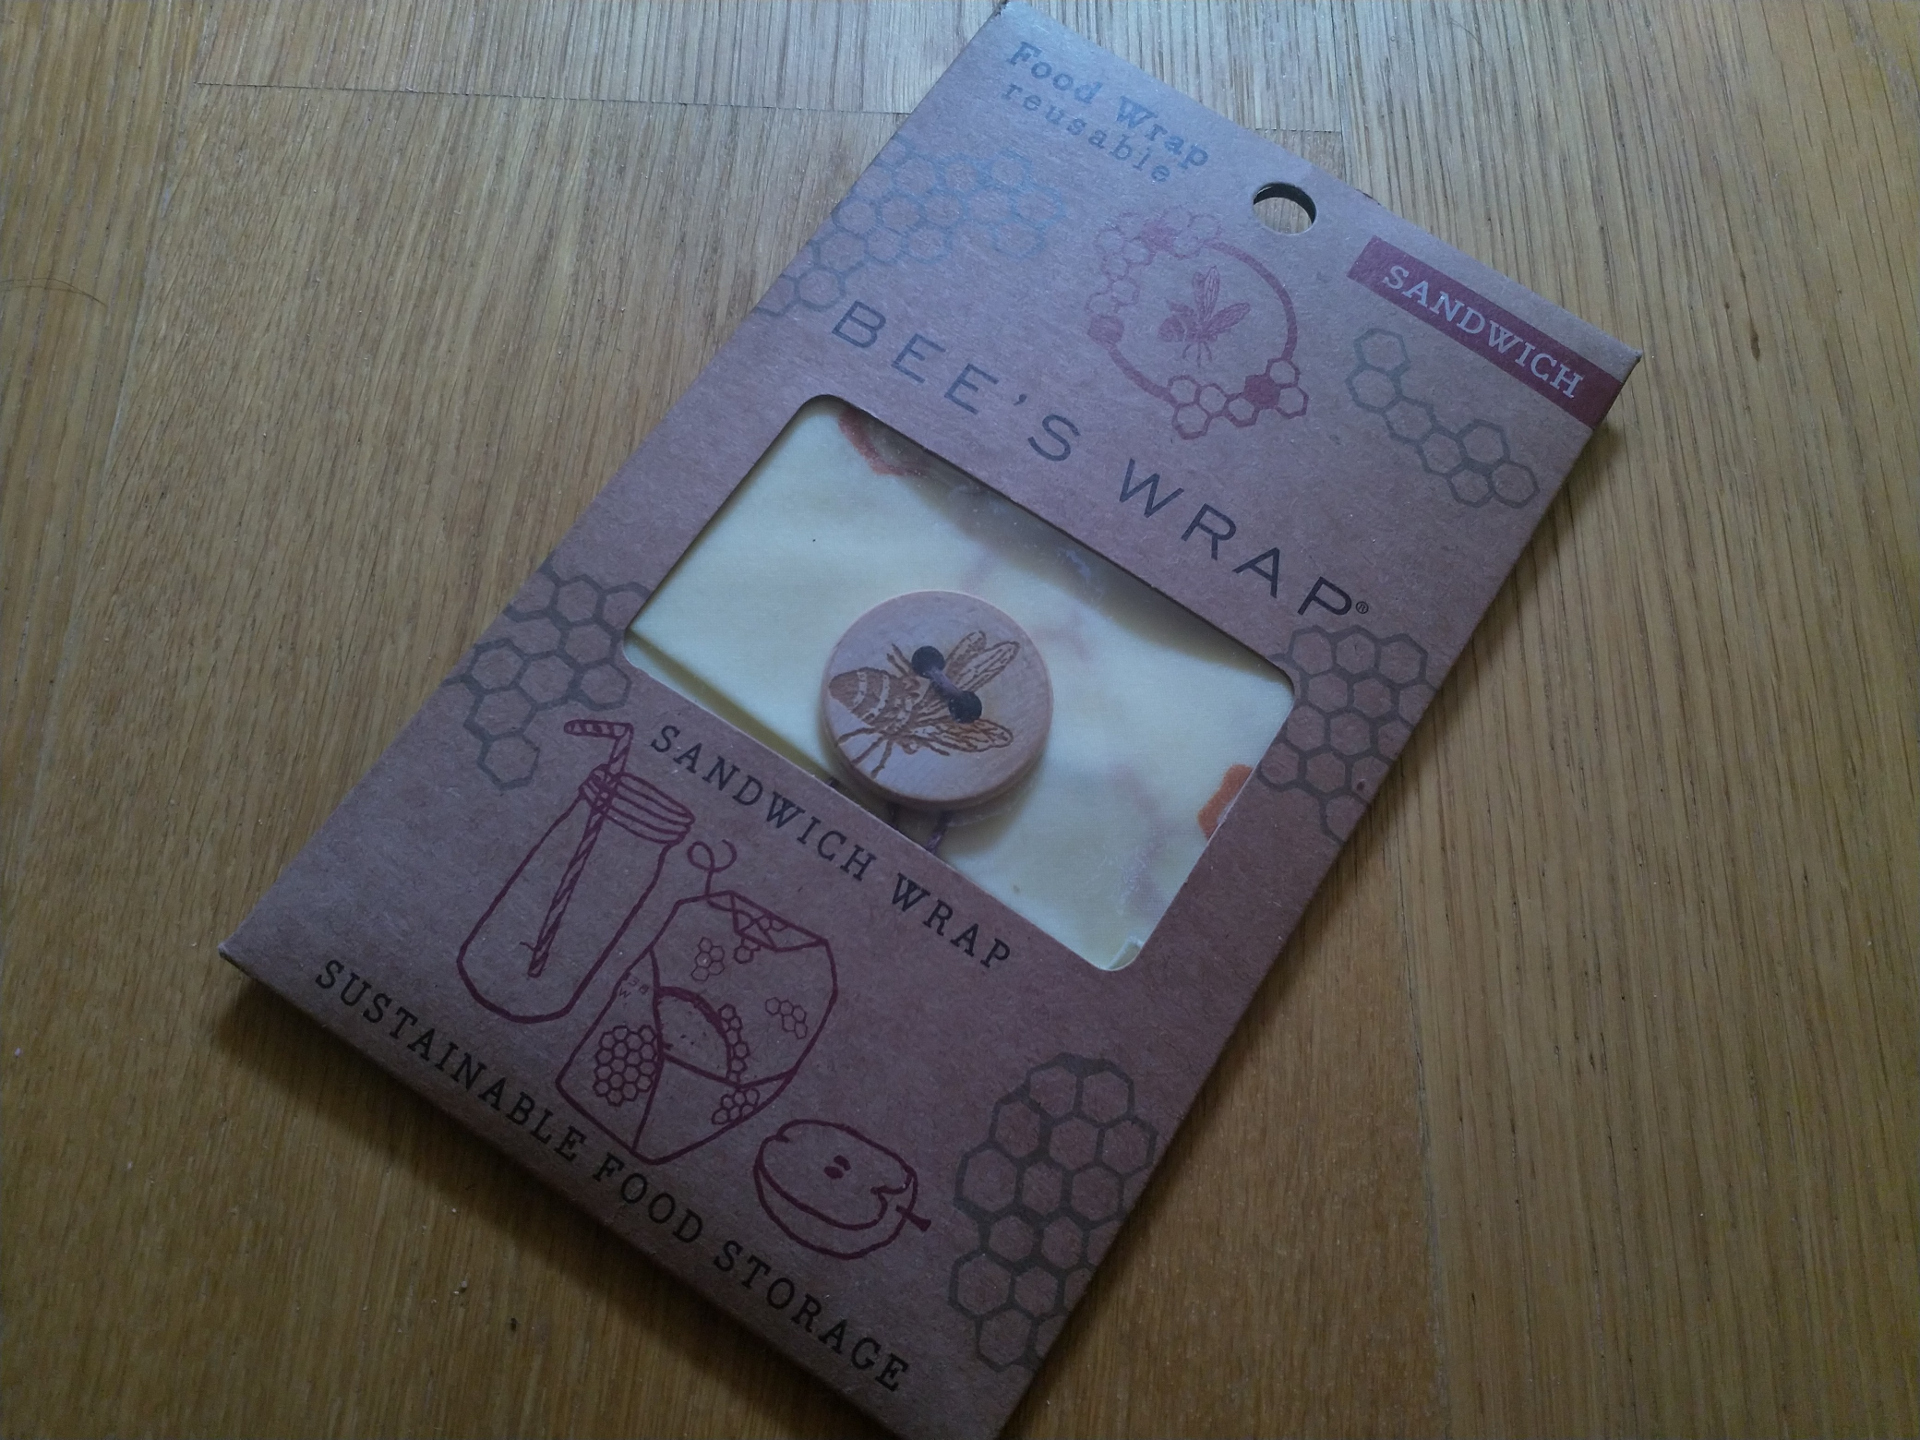 Food Wrap
reusable
SANDWICH
BEE'S WRAP®
SANDWICH WRAP
SUSTAINABLE FOOD STORAGE